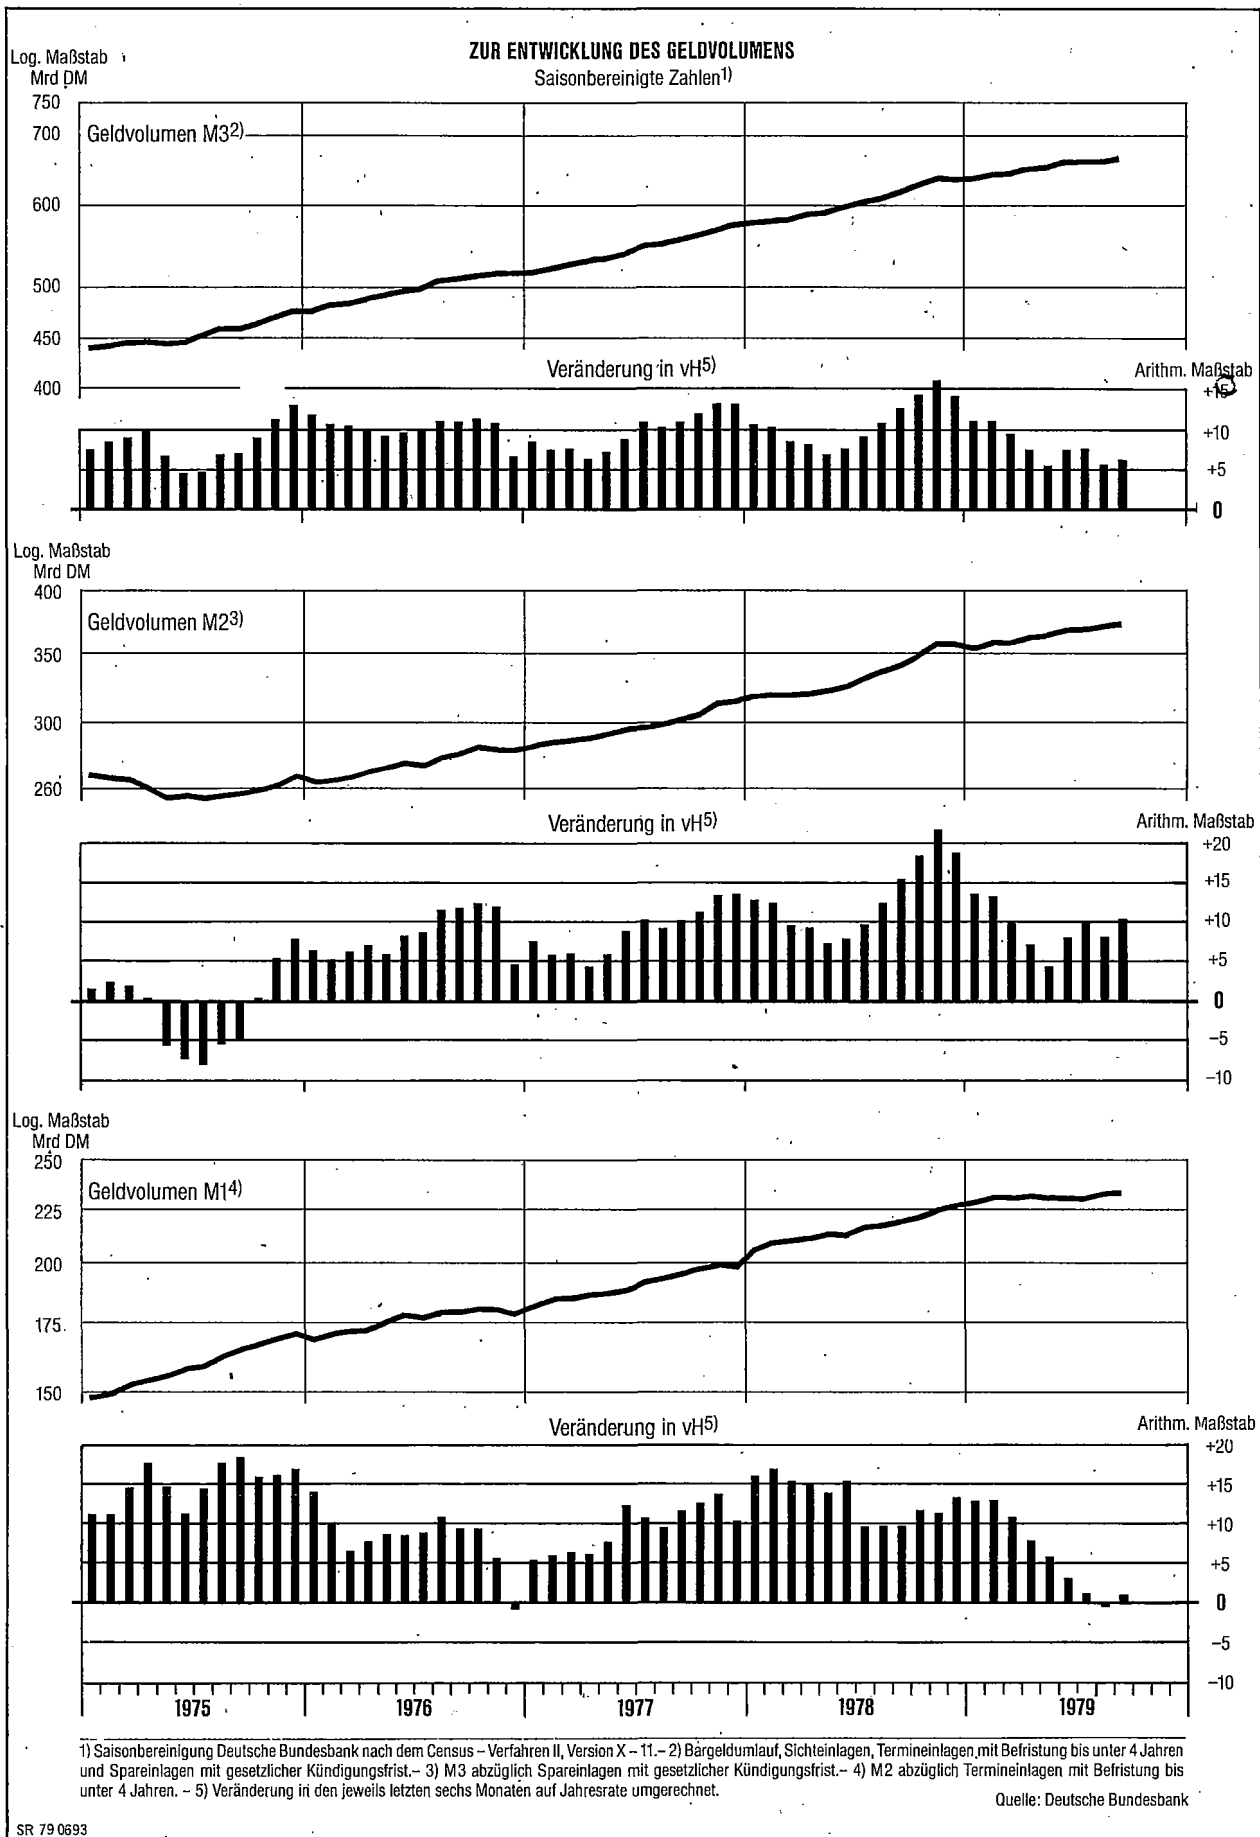 ZUR ENTWICKLUNG DES GELDVOLUMENS
Saisonbereinigte Zahlen1)
Log. Maßstab
Mrd DM
750
700
600
500
450
400
Geldvolumen M32)
Veränderung in vH5)
Arithm. Maßstab
+15
+10
+5
0
Log. Maßstab
Mrd DM
400
350
300
260
Geldvolumen M23)
Veränderung in vH5)
Arithm. Maßstab
+20
+15
+10
+5
0
−5
−10
Log. Maßstab
Mrd DM
250
225
200
175
150
Geldvolumen M14)
Veränderung in vH5)
Arithm. Maßstab
+20
+15
+10
+5
0
−5
−10
1975 1976 1977 1978 1979
1) Saisonbereinigung Deutsche Bundesbank nach dem Census – Verfahren II, Version X – 11.– 2) Bargeldumlauf, Sichteinlagen, Termineinlagen mit Befristung bis unter 4 Jahren
und Spareinlagen mit gesetzlicher Kündigungsfrist.– 3) M3 abzüglich Spareinlagen mit gesetzlicher Kündigungsfrist.– 4) M2 abzüglich Termineinlagen mit Befristung bis
unter 4 Jahren. – 5) Veränderung in den jeweils letzten sechs Monaten auf Jahresrate umgerechnet.
Quelle: Deutsche Bundesbank
SR 79 0693